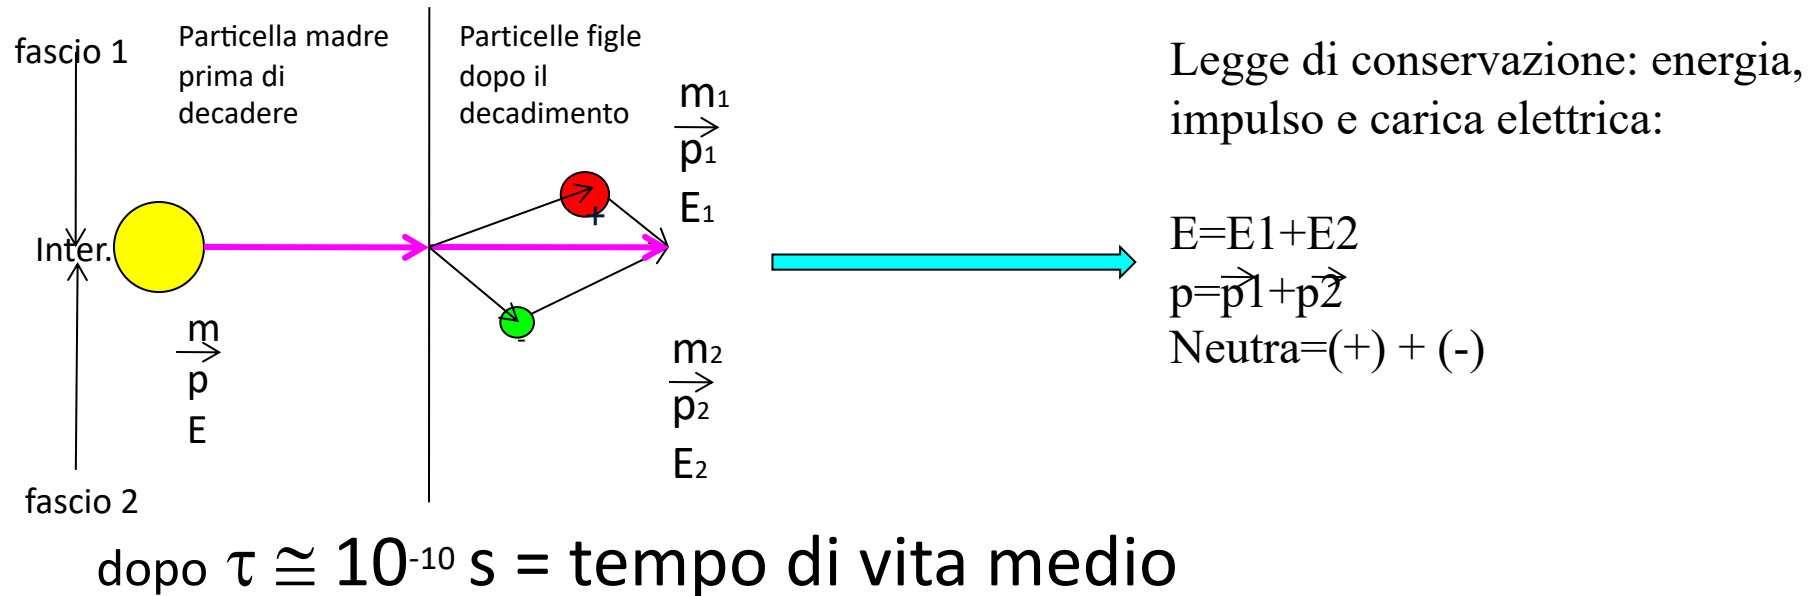 fascio 1
Particella madre
prima di
decadere
Particelle figle
dopo il
decadimento
m1
p1
E1
+
Inter.
-
m
p
E
m2
p2
E2
fascio 2
Legge di conservazione: energia,
impulso e carica elettrica:
E=E1+E2
p=p1+p2
Neutra=(+) + (-)
dopo τ ≅ 10-10 s = tempo di vita medio